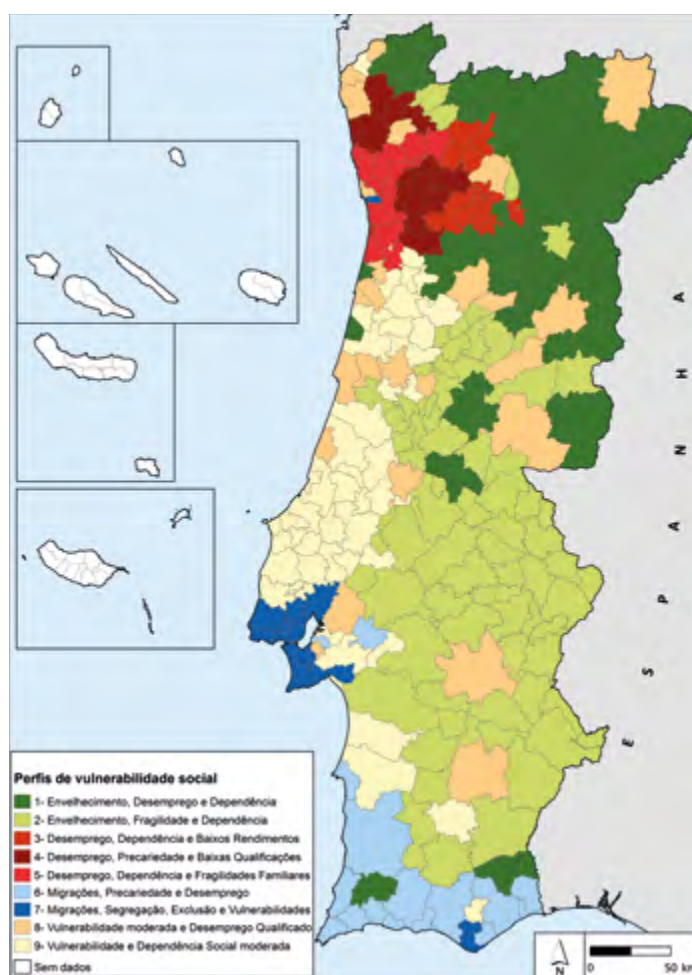 ESPANHA
Perfis de vulnerabilidade social
1- Envelhecimento, Desemprego e Dependência
2- Envelhecimento, Fragilidade e Dependência
3- Desemprego, Dependência e Baixos Rendimentos
4- Desemprego, Precariedade e Baixas Qualificações
5- Desemprego, Dependência e Fragilidades Familiares
6- Migrações, Precariedade e Desemprego
7- Migrações, Segregação, Exclusão e Vulnerabilidades
8- Vulnerabilidade moderada e Desemprego Qualificado
9- Vulnerabilidade e Dependência Social moderada
Sem dados
N
0 50 km